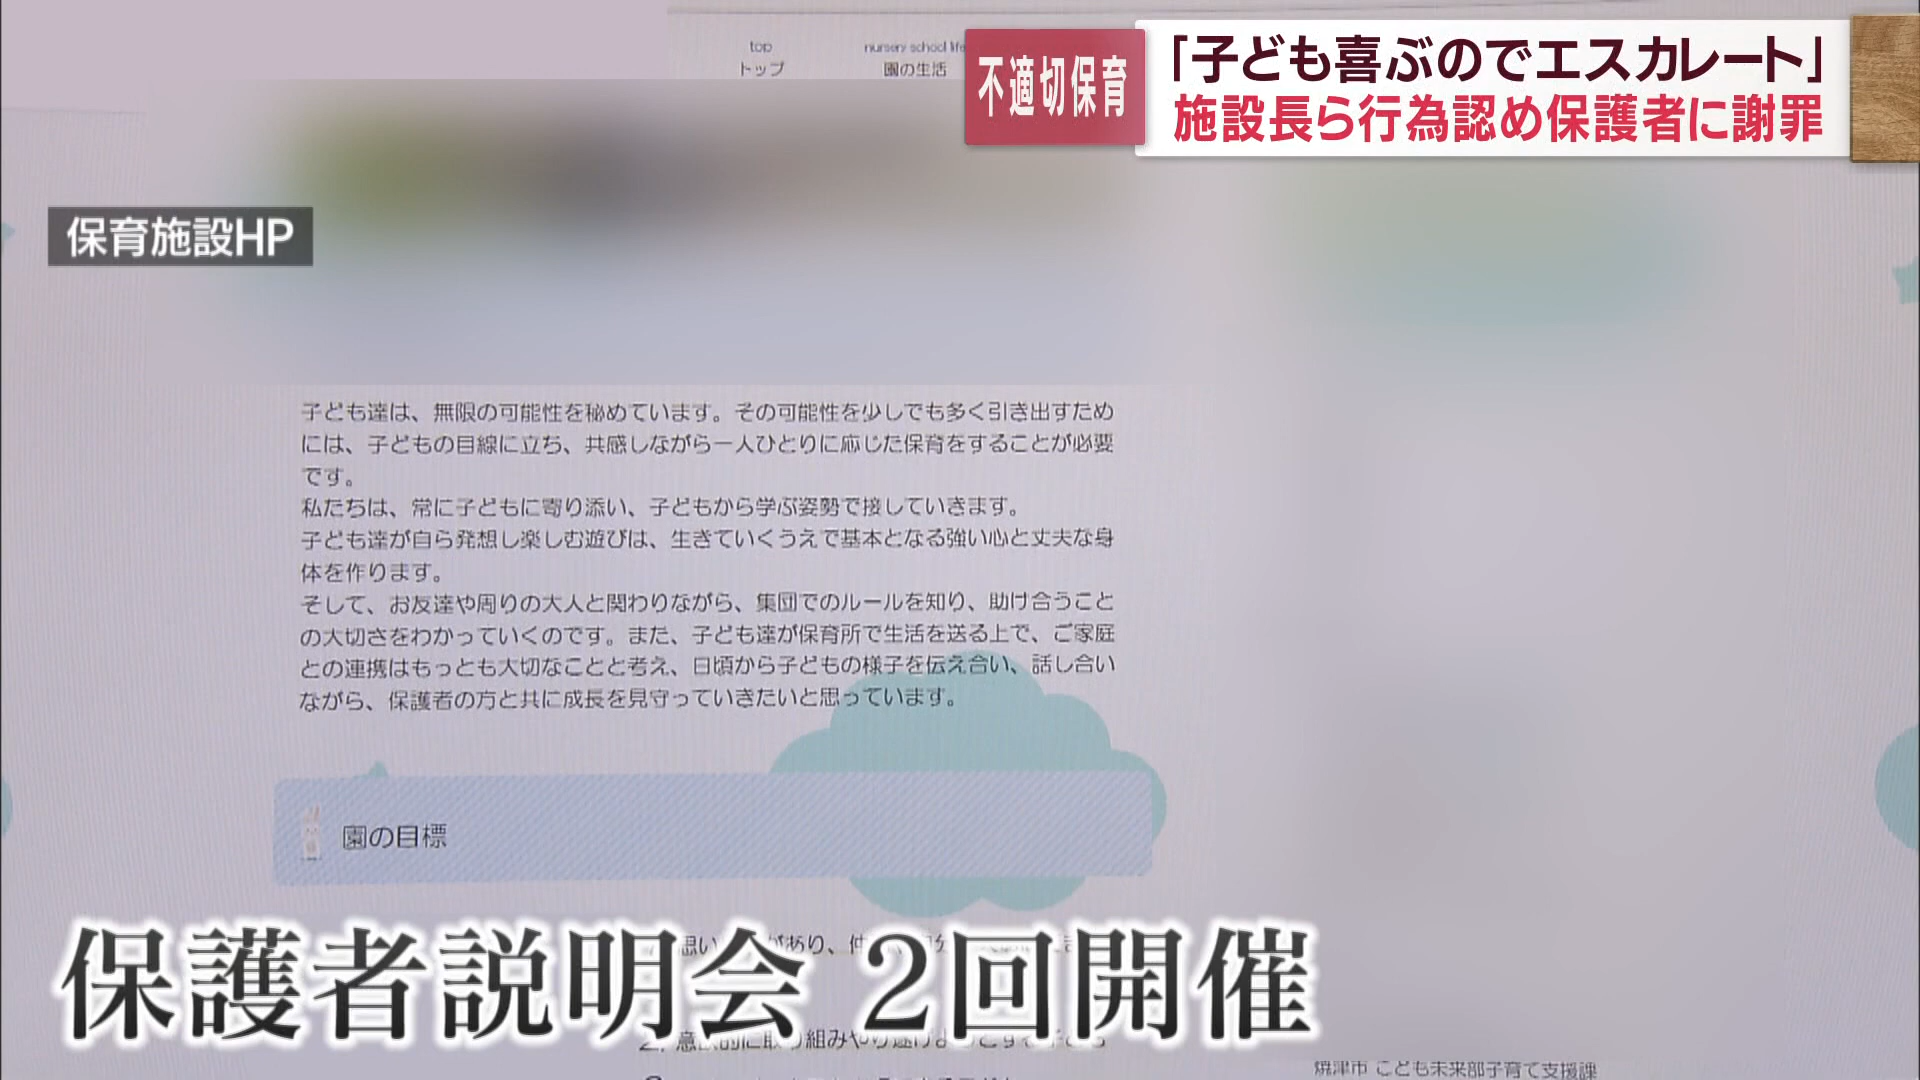 top
トップ
nursery school life
園の生活
不適切保育
「子ども喜ぶのでエスカレート」
施設長ら行為認め保護者に謝罪
保育施設HP
子ども達は、無限の可能性を秘めています。その可能性を少しでも多く引き出すため
には、子どもの目線に立ち、共感しながら一人ひとりに応じた保育をすることが必要
です。
私たちは、常に子どもに寄り添い、子どもから学ぶ姿勢で接していきます。
子ども達が自ら発想し楽しむ遊びは、生きていくうえで基本となる強い心と丈夫な身
体を作ります。
そして、お友達や周りの大人と関わりながら、集団でのルールを知り、助け合うこと
の大切さをわかっていくのです。また、子ども達が保育所で生活を送る上で、ご家庭
との連携はもっとも大切なことと考え、日頃から子どもの様子を伝え合い、話し合い
ながら、保護者の方と共に成長を見守っていきたいと思っています。
園の目標
保護者説明会 2回開催
焼津市 こども未来部子育て支援課